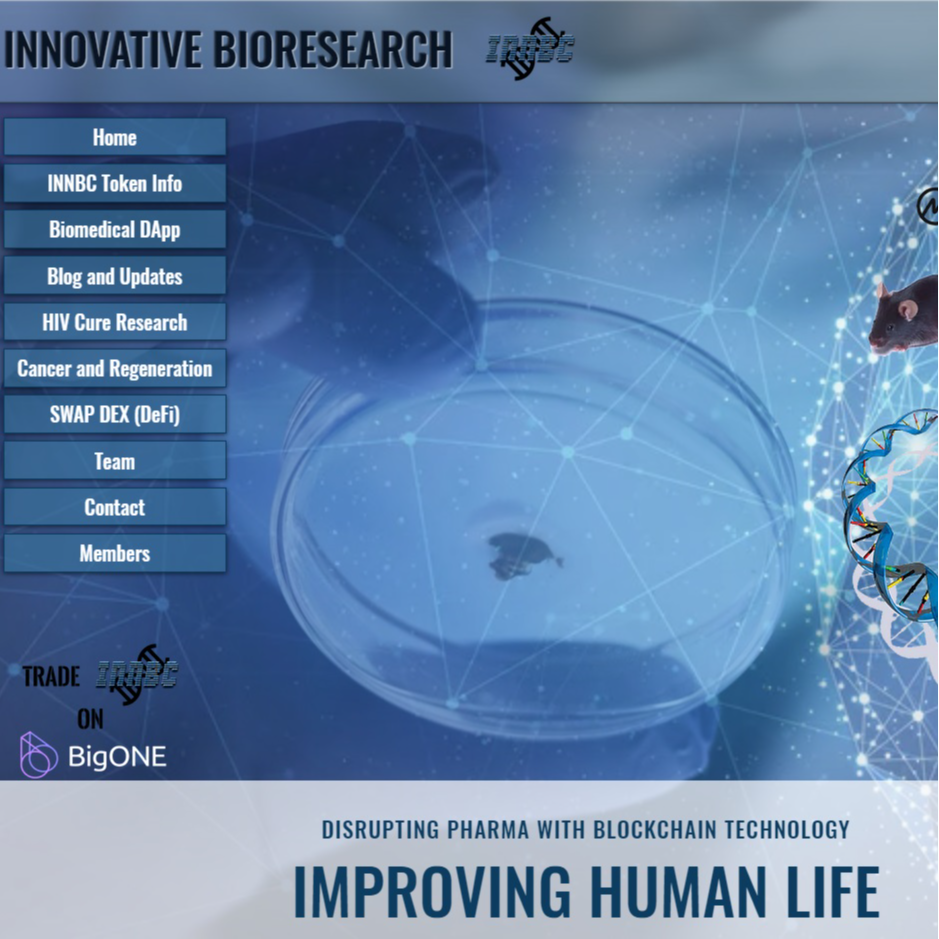 INNOVATIVE BIORESEARCH
INNBC
Home
INNBC Token Info
Biomedical DApp
Blog and Updates
HIV Cure Research
Cancer and Regeneration
SWAP DEX (DeFi)
Team
Contact
Members
TRADE INNBC
ON
BigONE
DISRUPTING PHARMA WITH BLOCKCHAIN TECHNOLOGY
IMPROVING HUMAN LIFE